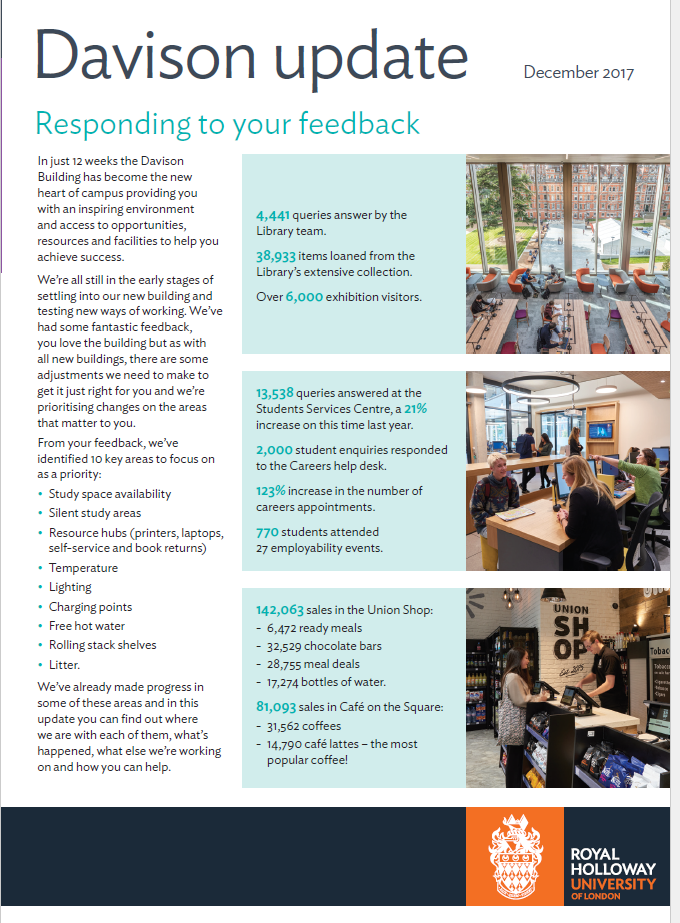 Davison update
December 2017
Responding to your feedback
In just 12 weeks the Davison
Building has become the new
heart of campus providing you
with an inspiring environment
and access to opportunities,
resources and facilities to help you
achieve success.
We're all still in the early stages of
settling into our new building and
testing new ways of working. We've
had some fantastic feedback,
you love the building but as with
all new buildings, there are some
adjustments we need to make to
get it just right for you and we're
prioritising changes on the areas
that matter to you.
From your feedback, we've
identified 10 key areas to focus on
as a priority:
• Study space availability
• Silent study areas
• Resource hubs (printers, laptops,
self-service and book returns)
• Temperature
• Lighting
• Charging points
• Free hot water
• Rolling stack shelves
• Litter.
We've already made progress in
some of these areas and in this
update you can find out where
we are with each of them, what's
happened, what else we're working
on and how you can help.
4,441 queries answer by the
Library team.
38,933 items loaned from the
Library's extensive collection.
Over 6,000 exhibition visitors.
13,538 queries answered at the
Students Services Centre, a 21%
increase on this time last year.
2,000 student enquiries responded
to the Careers help desk.
123% increase in the number of
careers appointments.
770 students attended
27 employability events.
142,063 sales in the Union Shop:
- 6,472 ready meals
- 32,529 chocolate bars
- 28,755 meal deals
- 17,274 bottles of water.
81,093 sales in Café on the Square:
- 31,562 coffees
- 14,790 café lattes – the most
popular coffee!
UNION
SH
OP
Est. 2015
Tobac
ROYAL
HOLLOWAY
UNIVERSITY
OF LONDON